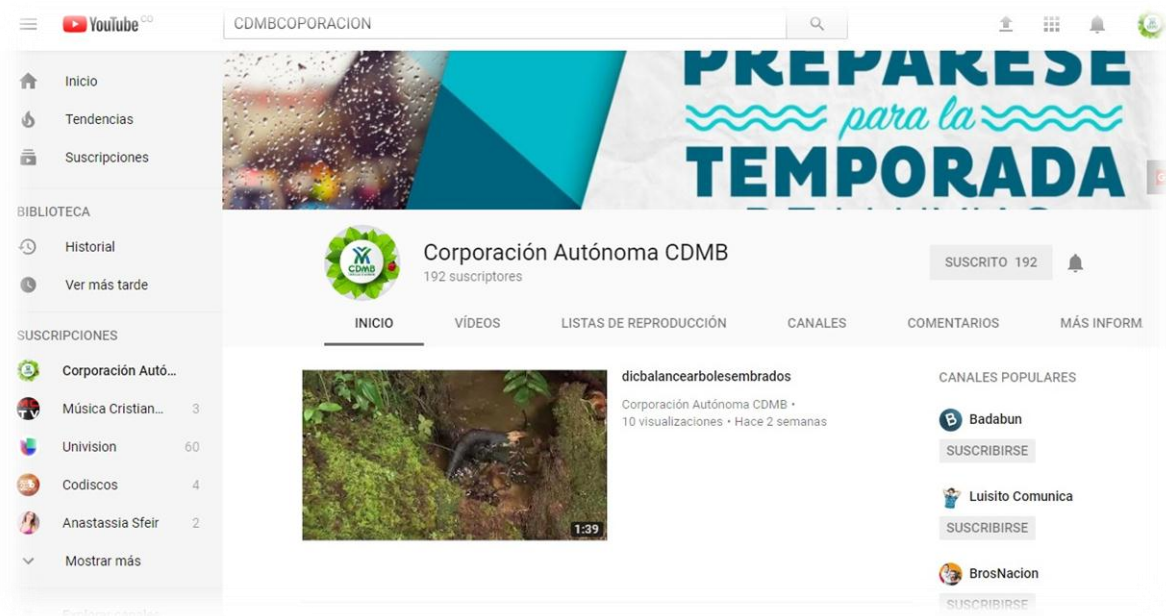 YouTube CO
CDMBCOPORACION
Inicio
Tendencias
Suscripciones
BIBLIOTECA
Historial
Ver más tarde
SUSCRIPCIONES
Corporación Autó...
Música Cristian... 3
Univision 60
Codiscos 4
Anastassia Sfeir 2
Mostrar más
PREPÁRESE
para la
TEMPORADA
CDMB
Corporación Autónoma CDMB
192 suscriptores
SUSCRITO 192
INICIO VÍDEOS LISTAS DE REPRODUCCIÓN CANALES COMENTARIOS MÁS INFORM
1:39
dicbalancearbolesembrados
Corporación Autónoma CDMB •
10 visualizaciones • Hace 2 semanas
CANALES POPULARES
Badabun
SUSCRIBIRSE
Luisito Comunica
SUSCRIBIRSE
BrosNacion
SUSCRIBIRSE